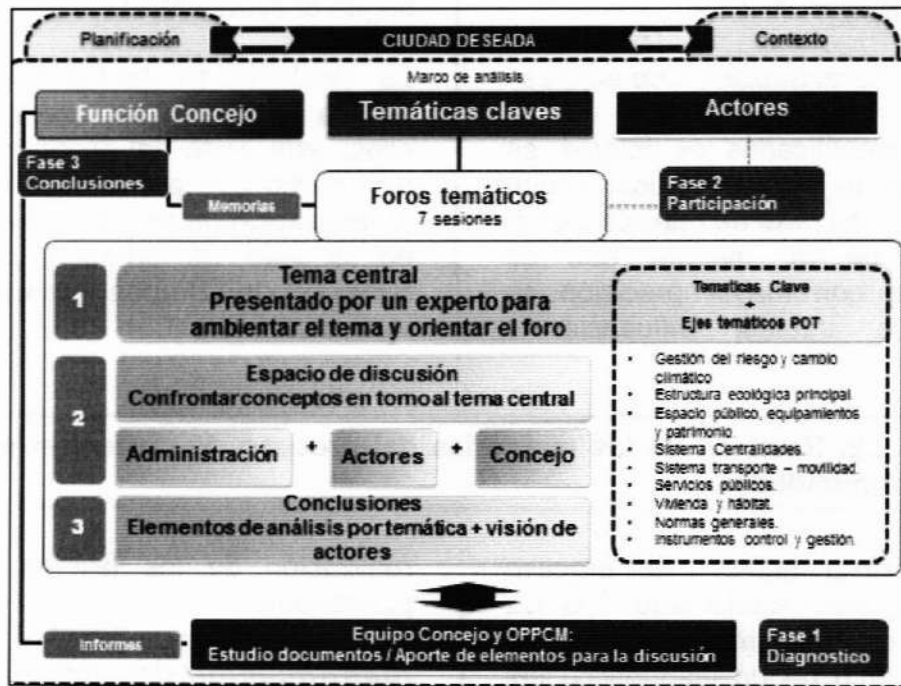 Planificación
CIUDAD DESEADA
Contexto
Marco de análisis
Función Concejo
Temáticas claves
Actores
Fase 3
Conclusiones
Memorias
Foros temáticos
7 sesiones
Fase 2
Participación
1
Tema central
Presentado por un experto para
ambientar el tema y orientar el foro
2
Espacio de discusión
Confrontar conceptos en torno al tema central
Administración + Actores + Concejo
3
Conclusiones
Elementos de análisis por temática + visión de
actores
Tematicas Clave
+
Ejes temáticos POT
• Gestión del riesgo y cambio
climático
• Estructura ecológica principal.
• Espacio público, equipamientos
y patrimonio.
• Sistema Centralidades.
• Sistema transporte – movilidad.
• Servicios públicos.
• Vivienda y hábitat.
• Normas generales.
• Instrumentos control y gestión.
Informes
Equipo Concejo y OPPCM:
Estudio documentos / Aporte de elementos para la discusión
Fase 1
Diagnostico